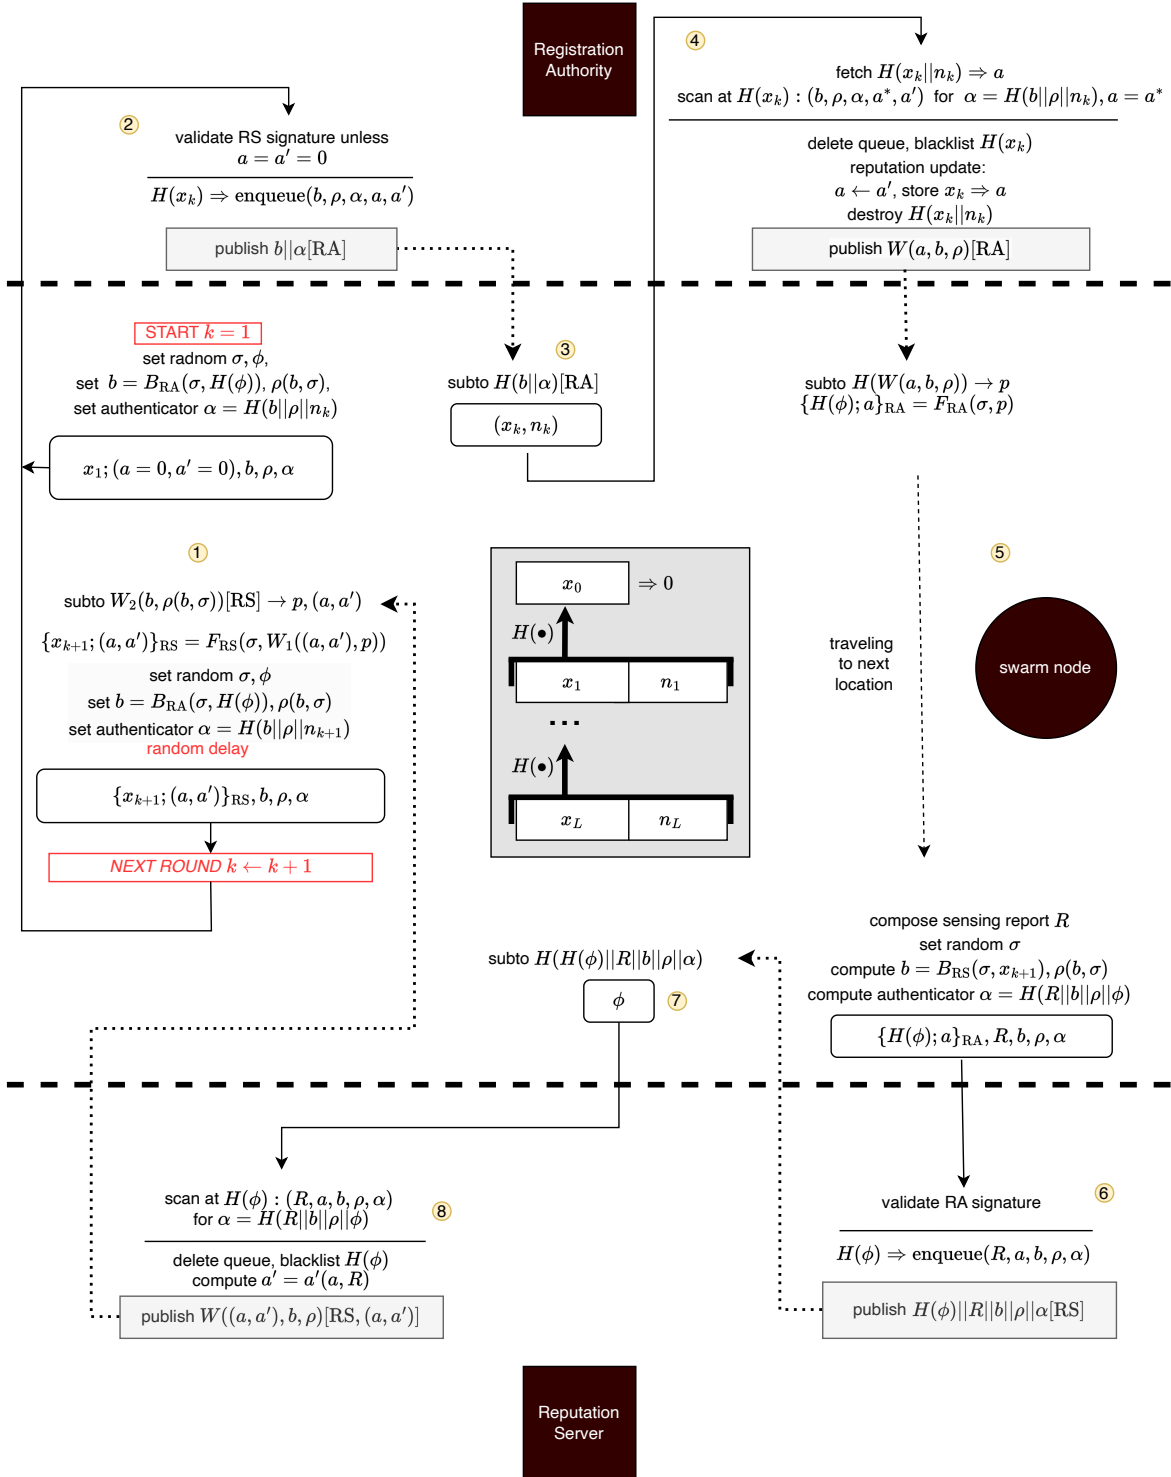 Registration
Authority
4
fetch H(x_k||n_k) ⇒ a
scan at H(x_k) : (b, ρ, α, a*, a′) for α = H(b||ρ||n_k), a = a*
delete queue, blacklist H(x_k)
reputation update:
a ← a′, store x_k ⇒ a
destroy H(x_k||n_k)
publish W(a, b, ρ)[RA]
2
validate RS signature unless
a = a′ = 0
H(x_k) ⇒ enqueue(b, ρ, α, a, a′)
publish b||α[RA]
START k = 1
set radnom σ, ϕ,
set b = B_RA(σ, H(ϕ)), ρ(b, σ),
set authenticator α = H(b||ρ||n_k)
x_1; (a = 0, a′ = 0), b, ρ, α
3
subto H(b||α)[RA]
(x_k, n_k)
subto H(W(a, b, ρ)) → p
{H(ϕ); a}_RA = F_RA(σ, p)
1
subto W_2(b, ρ(b, σ))[RS] → p, (a, a′)
{x_{k+1}; (a, a′)}_RS = F_RS(σ, W_1((a, a′), p))
set random σ, ϕ
set b = B_RA(σ, H(ϕ)), ρ(b, σ)
set authenticator α = H(b||ρ||n_{k+1})
random delay
{x_{k+1}; (a, a′)}_RS, b, ρ, α
NEXT ROUND k ← k + 1
x_0 ⇒ 0
H(•)
x_1 n_1
...
H(•)
x_L n_L
5
traveling
to next
location
swarm node
compose sensing report R
set random σ
compute b = B_RS(σ, x_{k+1}), ρ(b, σ)
compute authenticator α = H(R||b||ρ||ϕ)
{H(ϕ); a}_RA, R, b, ρ, α
subto H(H(ϕ)||R||b||ρ||α)
ϕ
7
6
validate RA signature
H(ϕ) ⇒ enqueue(R, a, b, ρ, α)
publish H(ϕ)||R||b||ρ||α[RS]
8
scan at H(ϕ) : (R, a, b, ρ, α)
for α = H(R||b||ρ||ϕ)
delete queue, blacklist H(ϕ)
compute a′ = a′(a, R)
publish W((a, a′), b, ρ)[RS, (a, a′)]
Reputation
Server